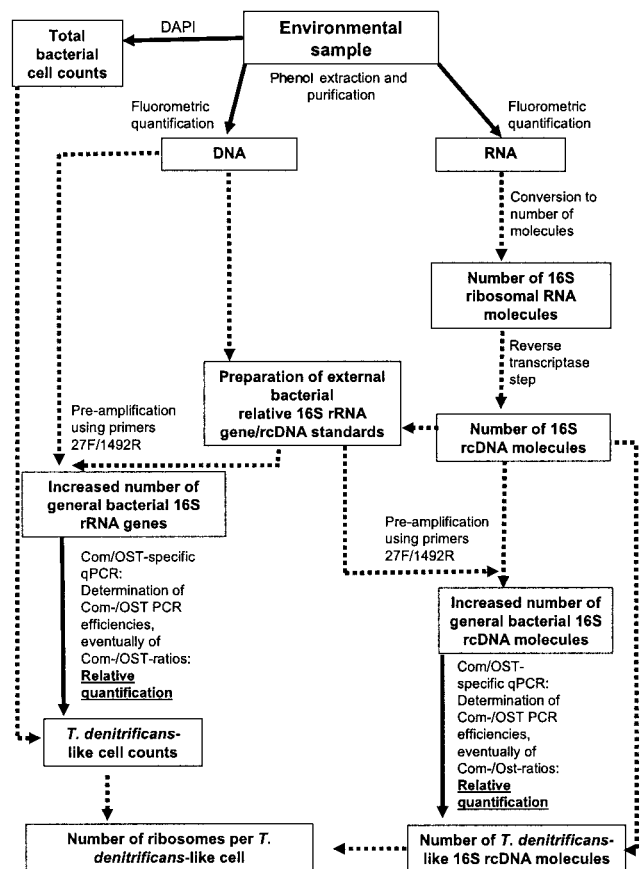 Total
bacterial
cell counts
DAPI
Environmental
sample
Phenol extraction and
purification
Fluorometric
quantification
Fluorometric
quantification
DNA
RNA
Conversion to
number of
molecules
Number of 16S
ribosomal RNA
molecules
Reverse
transcriptase
step
Preparation of external
bacterial
relative 16S rRNA
gene/rcDNA standards
Pre-amplification
using primers
27F/1492R
Number of 16S
rcDNA molecules
Increased number of
general bacterial 16S
rRNA genes
Pre-amplification
using primers
27F/1492R
Com/OST-specific
qPCR:
Determination of
Com-/OST PCR
efficiencies,
eventually of
Com-/OST-ratios:
Relative
quantification
Increased number of
general bacterial 16S
rcDNA molecules
Com/OST-
specific qPCR:
Determination of
Com-/OST PCR
efficiencies,
eventually of
Com-/Ost-ratios:
Relative
quantification
T. denitrificans-
like cell counts
Number of ribosomes per T.
denitrificans-like cell
Number of T. denitrificans-
like 16S rcDNA molecules